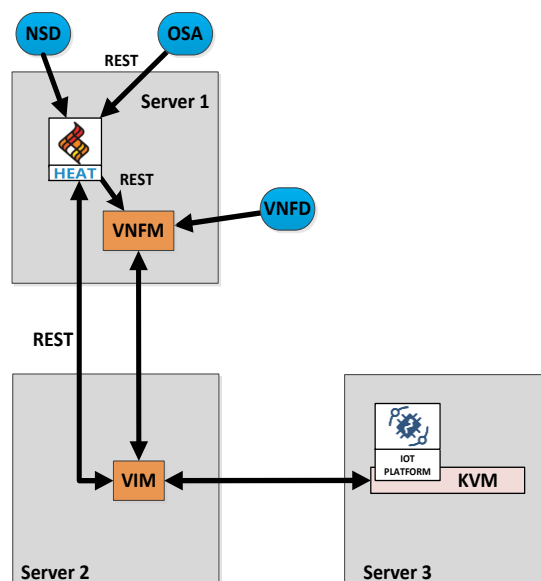 NSD
OSA
REST
Server 1
HEAT
REST
VNFM
VNFD
REST
VIM
IOT
PLATFORM
KVM
Server 2
Server 3